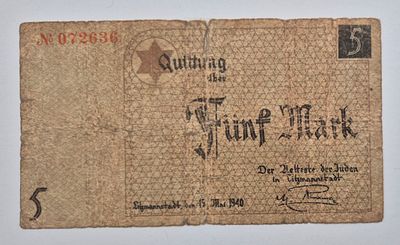 № 072636
5
Quittung
über
Fünf Mark
Der Aelteste der Juden
in Litzmannstadt
Litzmannstadt, den 15. Mai 1940
5